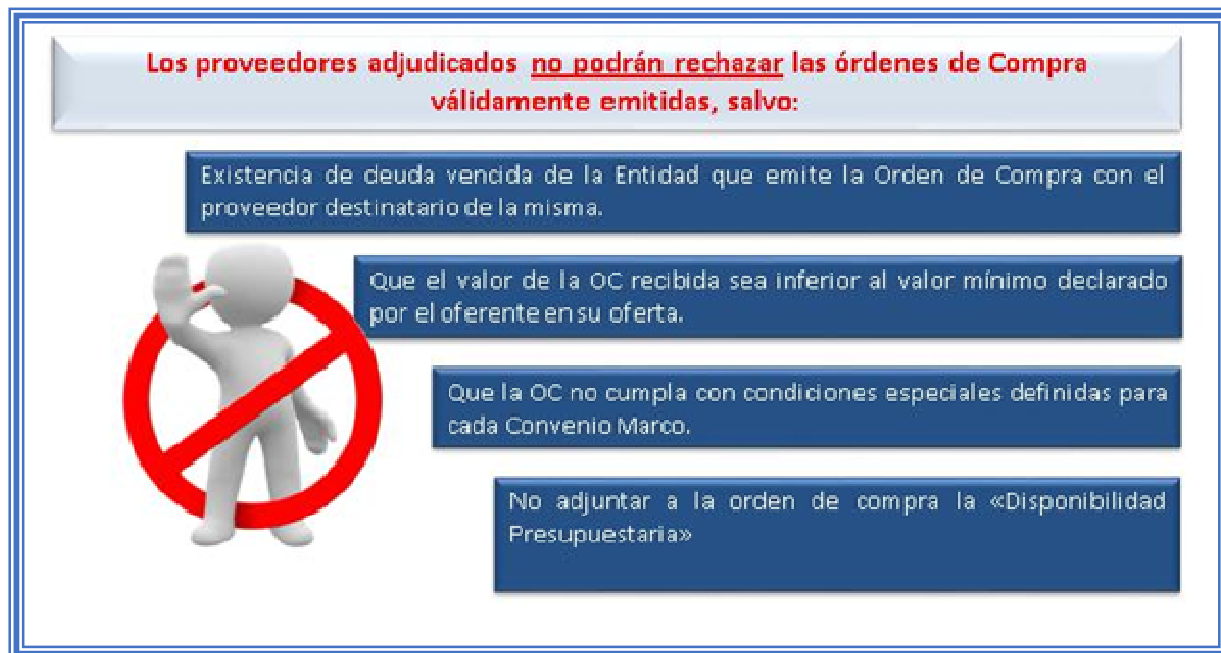 Los proveedores adjudicados no podrán rechazar las órdenes de Compra
válidamente emitidas, salvo:
Existencia de deuda vencida de la Entidad que emite la Orden de Compra con el
proveedor destinatario de la misma.
Que el valor de la OC recibida sea inferior al valor mínimo declarado
por el oferente en su oferta.
Que la OC no cumpla con condiciones especiales definidas para
cada Convenio Marco.
No adjuntar a la orden de compra la «Disponibilidad
Presupuestaria»